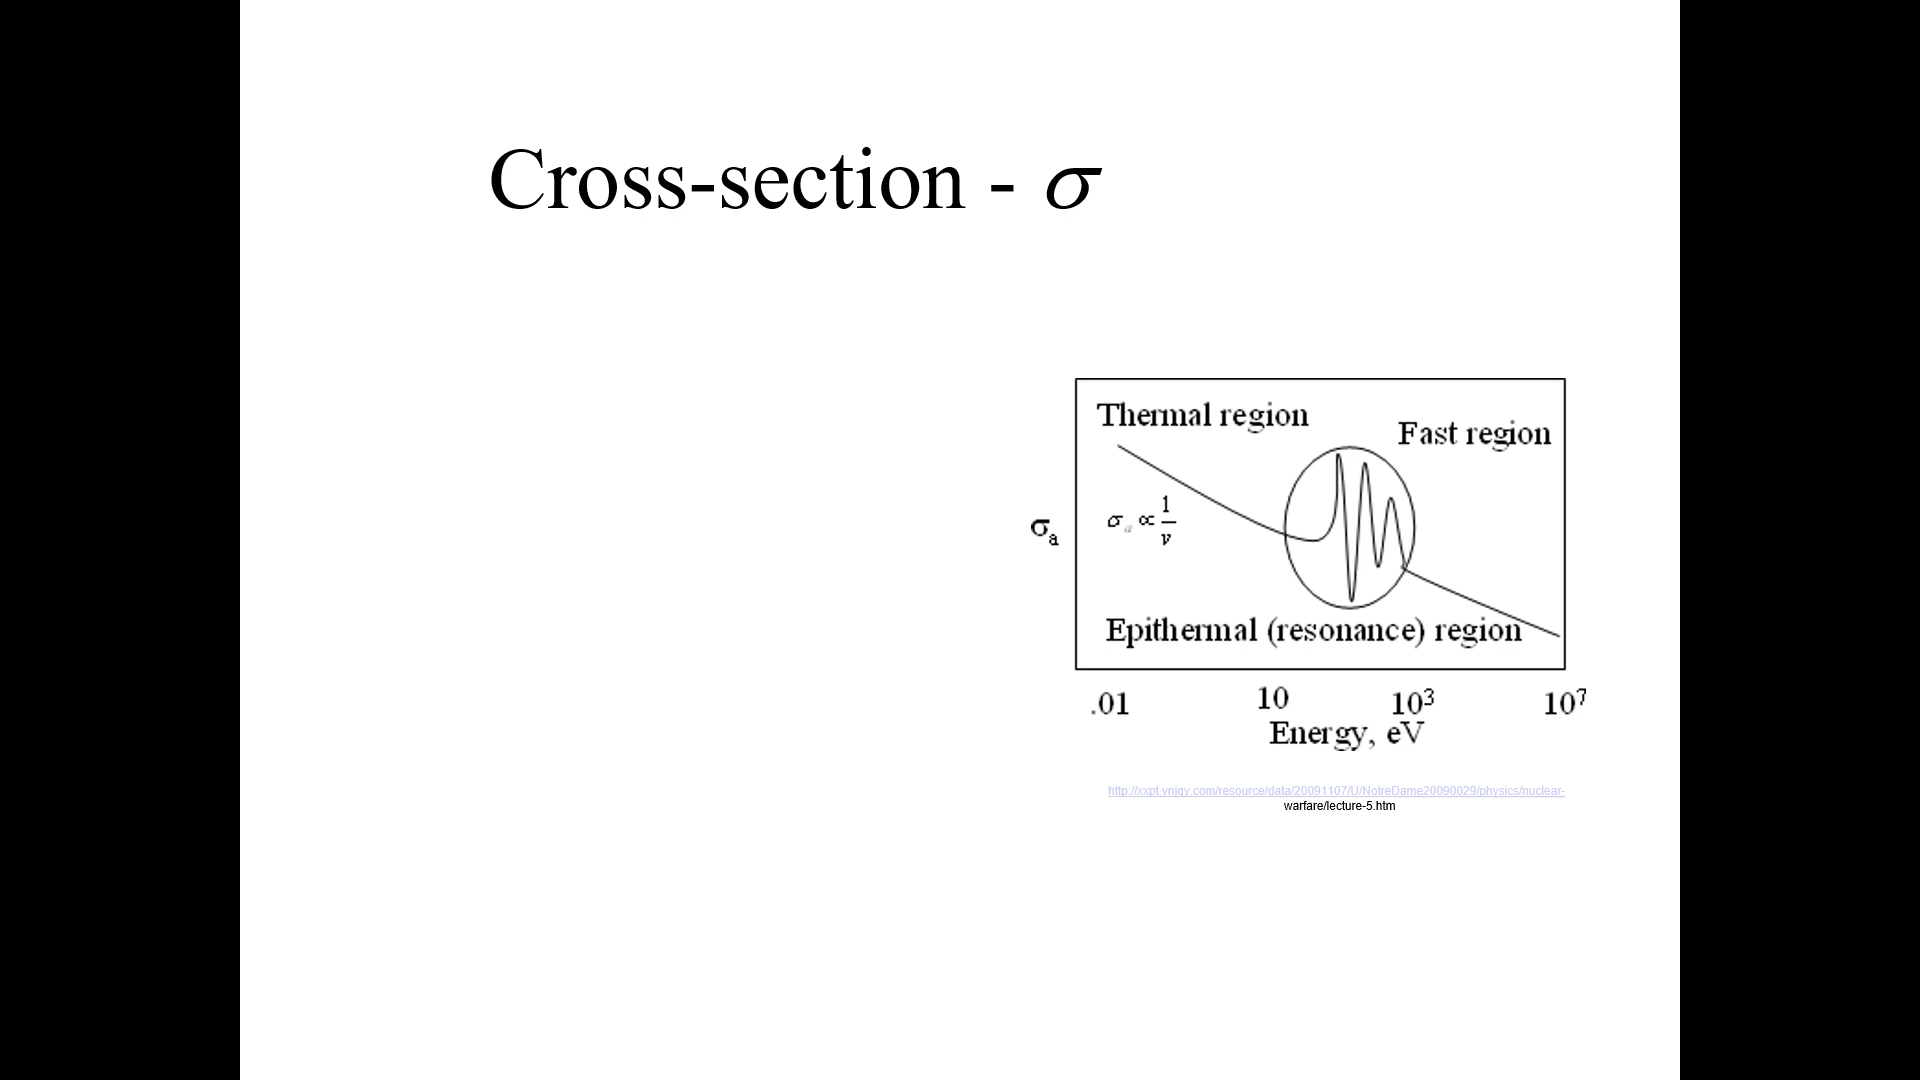 Cross-section - σ
Thermal region
Fast region
σₐ ∝ 1/v
σₐ
Epithermal (resonance) region
.01 10 10³ 10⁷
Energy, eV
http://xxpt.ynjgy.com/resource/data/20091107/U/NotreDame20090029/physics/nuclear-
warfare/lecture-5.htm